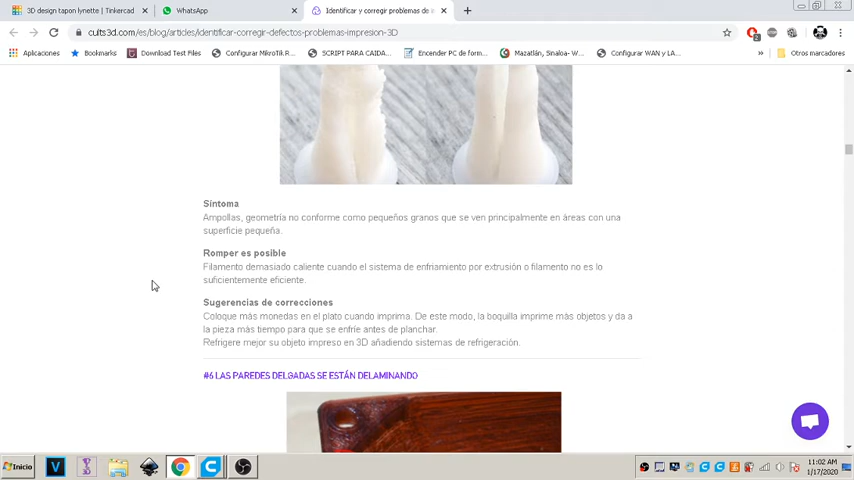 3D design tapon lynette | Tinkercad
WhatsApp
Identificar y corregir problemas de i
cults3d.com/es/blog/articles/identificar-corregir-defectos-problemas-impresion-3D
Aplicaciones
Bookmarks
Download Test Files
Configurar MikroTik R...
SCRIPT PARA CAIDA...
Encender PC de form...
Mazatlán, Sinaloa- W...
Configurar WAN y LA...
»
Otros marcadores
Síntoma
Ampollas, geometría no conforme como pequeños granos que se ven principalmente en áreas con una
superficie pequeña.
Romper es posible
Filamento demasiado caliente cuando el sistema de enfriamiento por extrusión o filamento no es lo
suficientemente eficiente.
Sugerencias de correcciones
Coloque más monedas en el plato cuando imprima. De este modo, la boquilla imprime más objetos y da a
la pieza más tiempo para que se enfríe antes de planchar.
Refrigere mejor su objeto impreso en 3D añadiendo sistemas de refrigeración.
#6 LAS PAREDES DELGADAS SE ESTÁN DELAMINANDO
Inicio
11:02 AM
1/17/2020